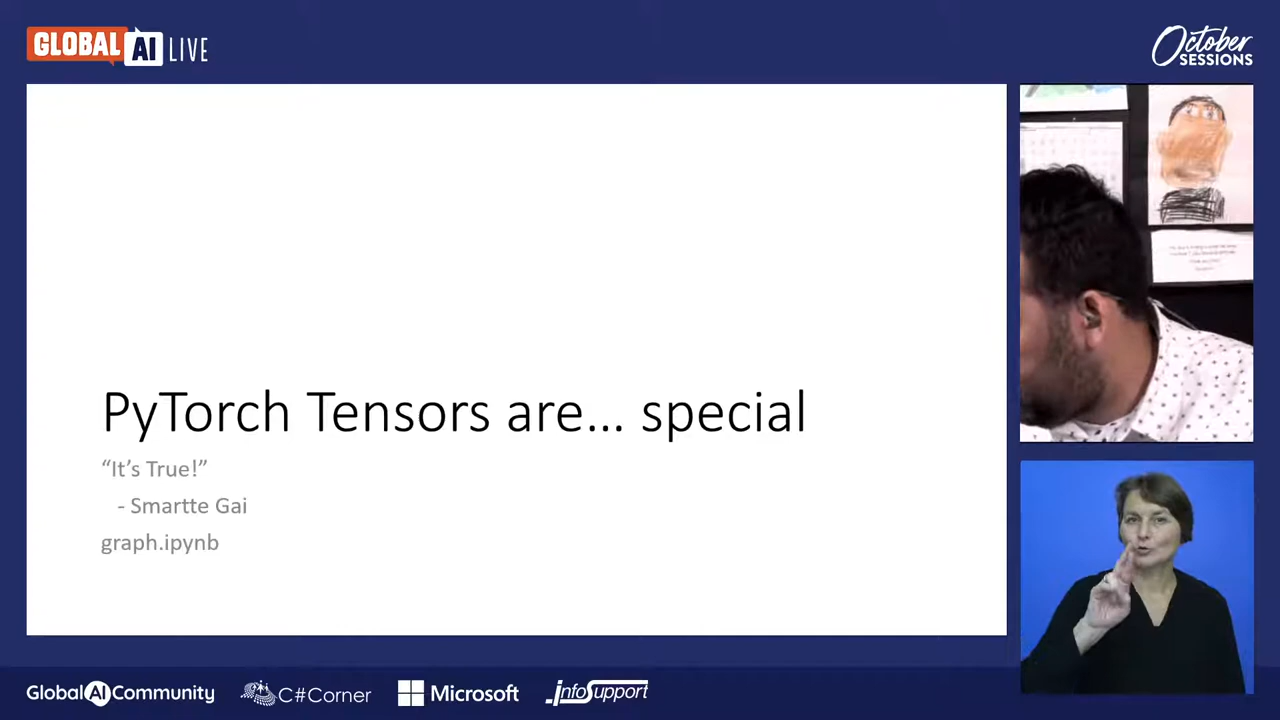 GLOBAL AI LIVE
October
SESSIONS
PyTorch Tensors are... special
“It’s True!”
- Smartte Gai
graph.ipynb
Global AI Community
C#Corner
Microsoft
InfoSupport